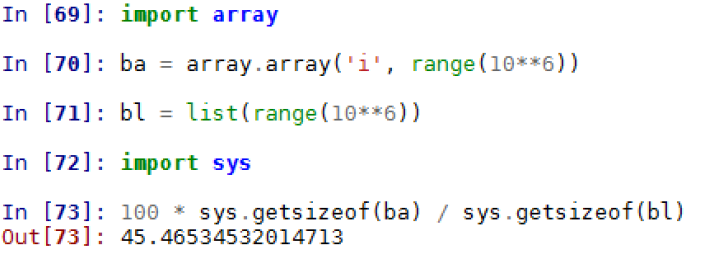 In [69]: import array
In [70]: ba = array.array('i', range(10**6))
In [71]: bl = list(range(10**6))
In [72]: import sys
In [73]: 100 * sys.getsizeof(ba) / sys.getsizeof(bl)
Out[73]: 45.46534532014713